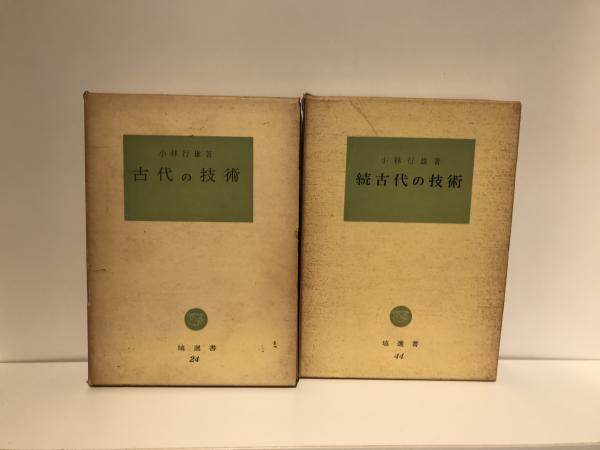 小林行雄著
古代の技術
塙選書
24
小林行雄著
続古代の技術
塙選書
44